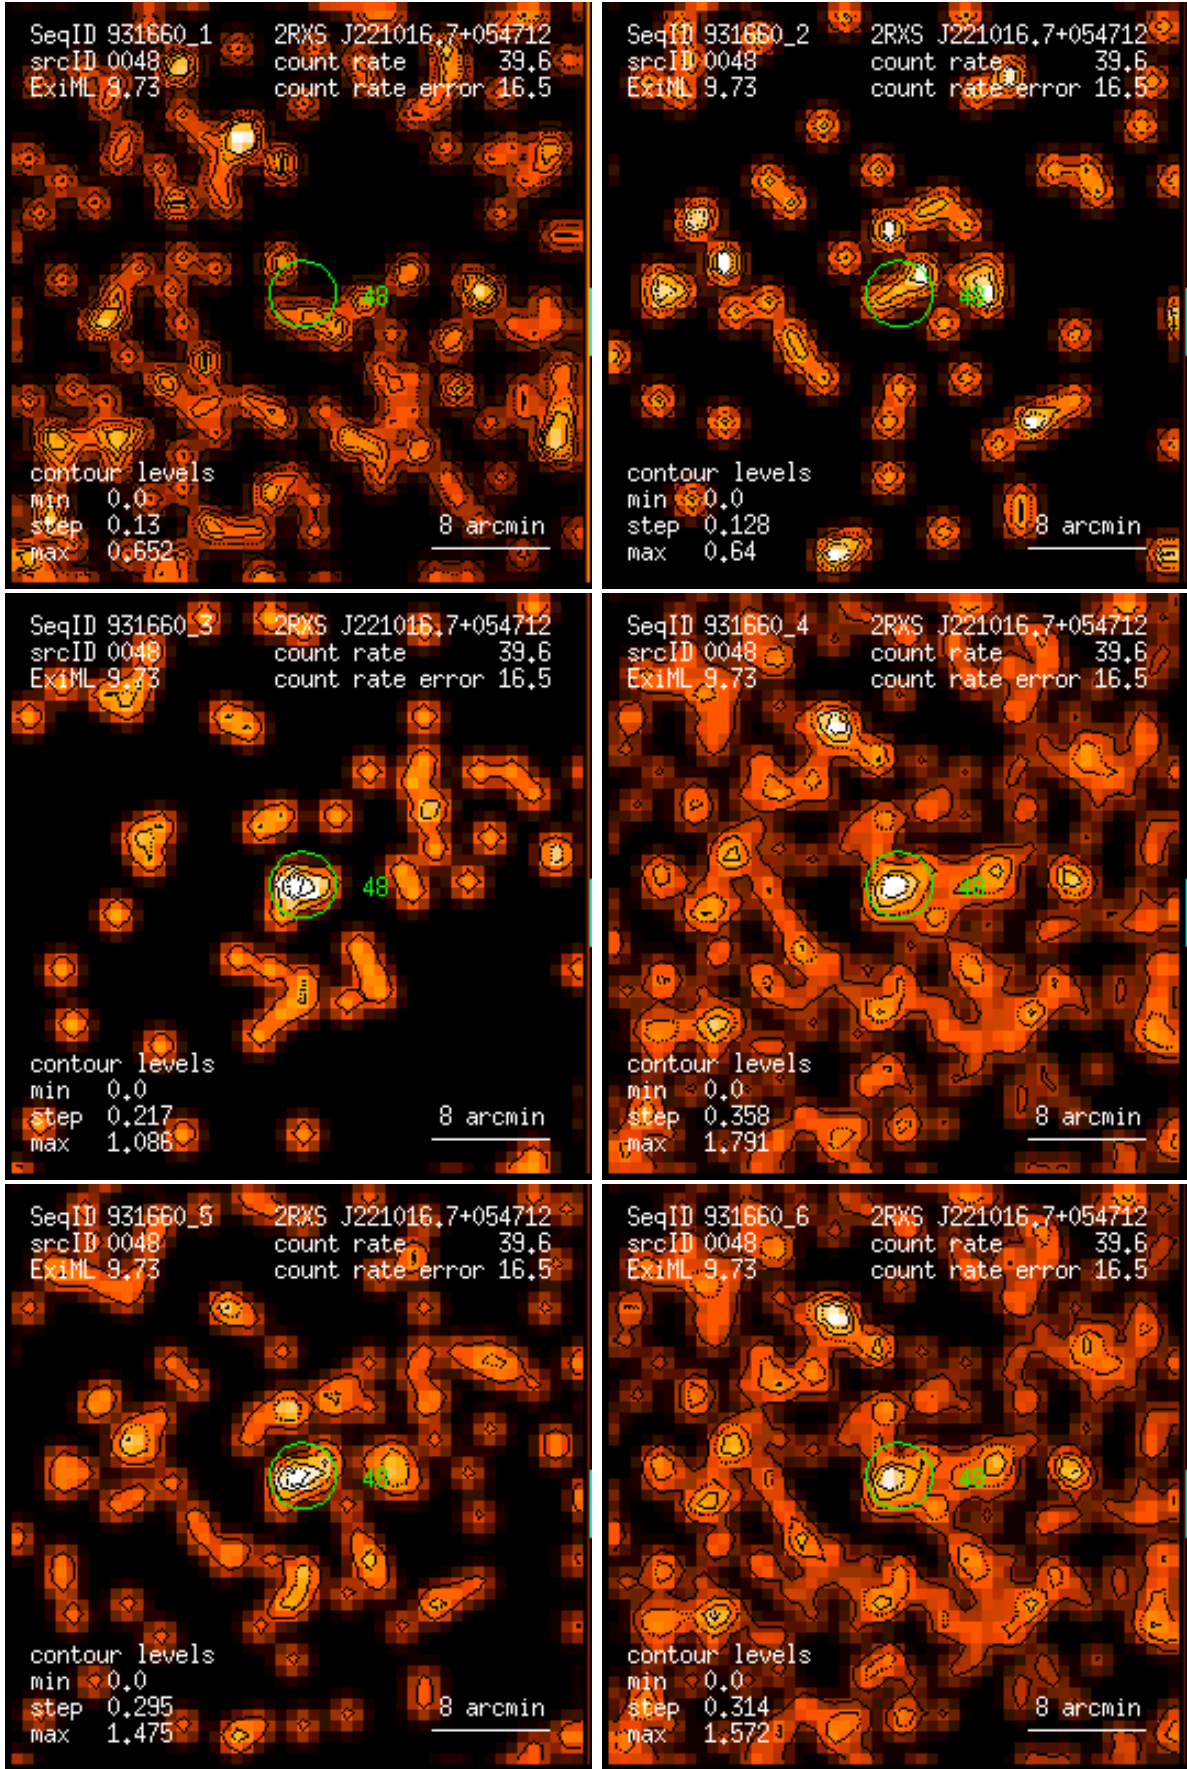 SeqID 931660_1 2RXS J221016.7+054712
srcID 0048 count rate 39.6
ExiML 9.73 count rate error 16.5
48
contour levels
min 0.0
step 0.13 8 arcmin
max 0.652
SeqID 931660_2 2RXS J221016.7+054712
srcID 0048 count rate 39.6
ExiML 9.73 count rate error 16.5
48
contour levels
min 0.0
step 0.128 8 arcmin
max 0.64
SeqID 931660_3 2RXS J221016.7+054712
srcID 0048 count rate 39.6
ExiML 9.73 count rate error 16.5
48
contour levels
min 0.0
step 0.217 8 arcmin
max 1.086
SeqID 931660_4 2RXS J221016.7+054712
srcID 0048 count rate 39.6
ExiML 9.73 count rate error 16.5
48
contour levels
min 0.0
step 0.358 8 arcmin
max 1.791
SeqID 931660_5 2RXS J221016.7+054712
srcID 0048 count rate 39.6
ExiML 9.73 count rate error 16.5
48
contour levels
min 0.0
step 0.295 8 arcmin
max 1.475
SeqID 931660_6 2RXS J221016.7+054712
srcID 0048 count rate 39.6
ExiML 9.73 count rate error 16.5
48
contour levels
min 0.0
step 0.314 8 arcmin
max 1.572